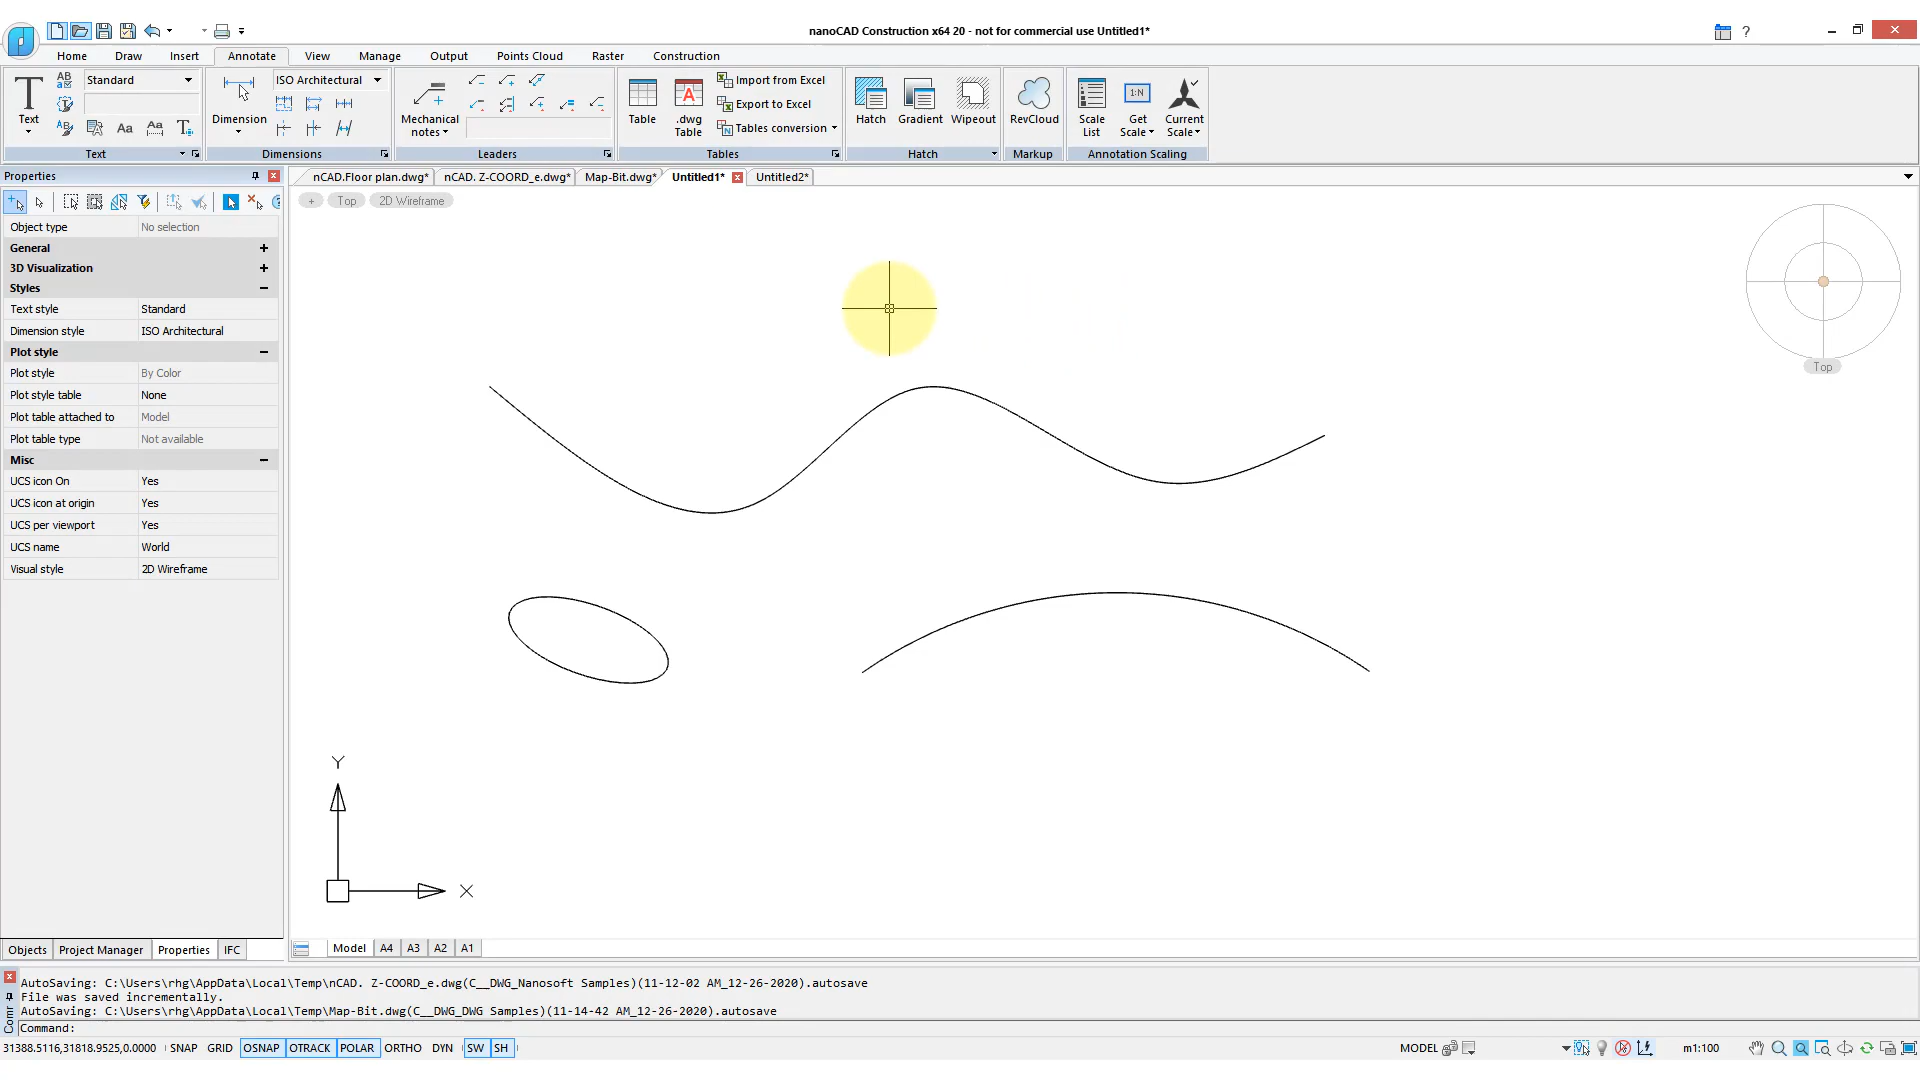 nanoCAD Construction x64 20 - not for commercial use Untitled1*
?
Home Draw Insert Annotate View Manage Output Points Cloud Raster Construction
Text
Standard
Text
Dimension
ISO Architectural
Dimensions
Mechanical
notes
Leaders
Table
.dwg
Table
Import from Excel
Export to Excel
Tables conversion
Tables
Hatch Gradient Wipeout
Hatch
RevCloud
Markup
Scale
List
1:N
Get
Scale
Current
Scale
Annotation Scaling
Properties
nCAD.Floor plan.dwg* nCAD. Z-COORD_e.dwg* Map-Bit.dwg* Untitled1* Untitled2*
+ Top 2D Wireframe
Object type No selection
General +
3D Visualization +
Styles −
Text style Standard
Dimension style ISO Architectural
Plot style −
Plot style By Color
Plot style table None
Plot table attached to Model
Plot table type Not available
Misc −
UCS icon On Yes
UCS icon at origin Yes
UCS per viewport Yes
UCS name World
Visual style 2D Wireframe
Top
Y
X
Objects Project Manager Properties IFC
Model A4 A3 A2 A1
AutoSaving: C:\Users\rhg\AppData\Local\Temp\nCAD. Z-COORD_e.dwg(C__DWG_Nanosoft Samples)(11-12-02 AM_12-26-2020).autosave
File was saved incrementally.
AutoSaving: C:\Users\rhg\AppData\Local\Temp\Map-Bit.dwg(C__DWG_DWG Samples)(11-14-42 AM_12-26-2020).autosave
Command:
31388.5116,31818.9525,0.0000 SNAP GRID OSNAP OTRACK POLAR ORTHO DYN SW SH MODEL m1:100